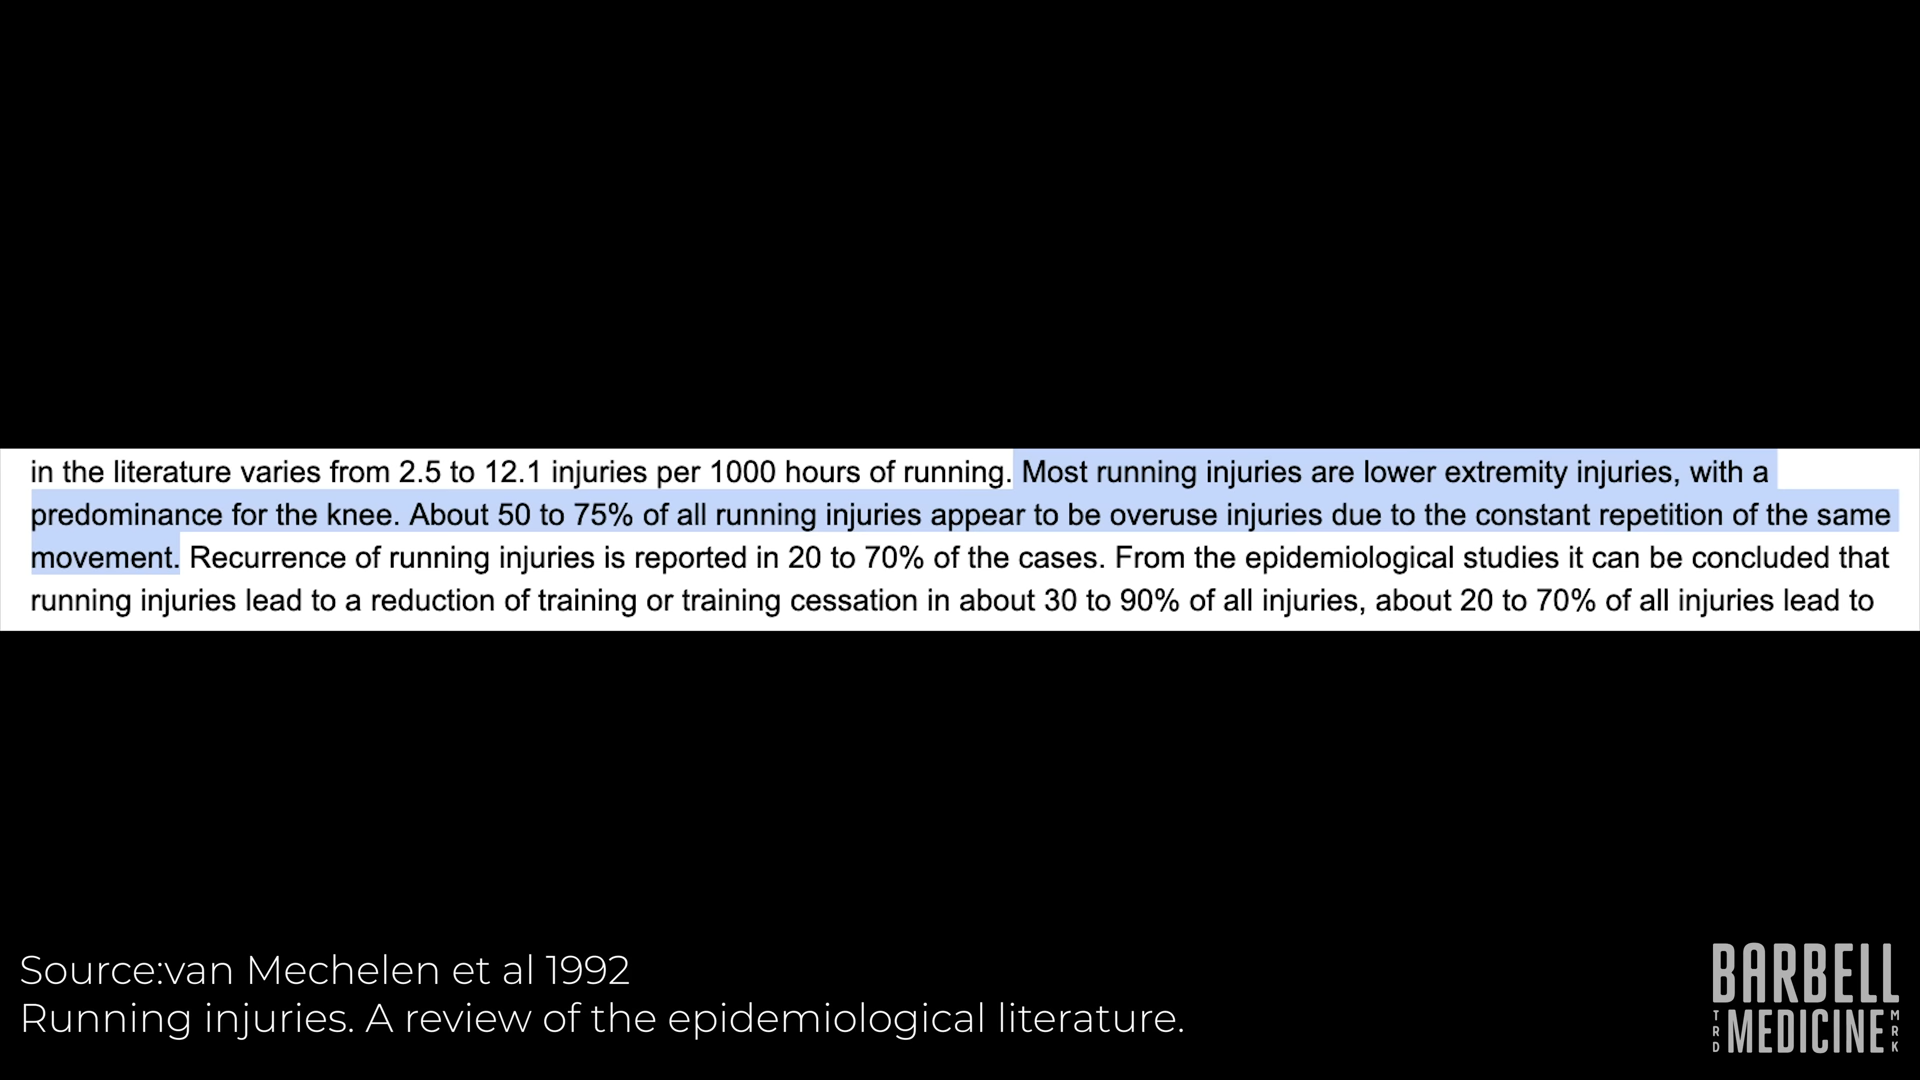 in the literature varies from 2.5 to 12.1 injuries per 1000 hours of running. Most running injuries are lower extremity injuries, with a
predominance for the knee. About 50 to 75% of all running injuries appear to be overuse injuries due to the constant repetition of the same
movement. Recurrence of running injuries is reported in 20 to 70% of the cases. From the epidemiological studies it can be concluded that
running injuries lead to a reduction of training or training cessation in about 30 to 90% of all injuries, about 20 to 70% of all injuries lead to
Source:van Mechelen et al 1992
Running injuries. A review of the epidemiological literature.
BARBELL
TRD MEDICINE MRK